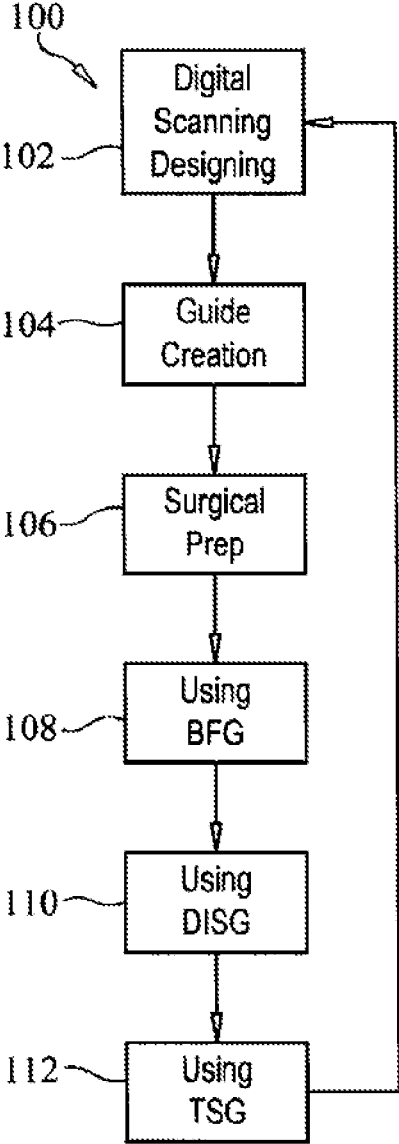 100
102
Digital
Scanning
Designing
104
Guide
Creation
106
Surgical
Prep
108
Using
BFG
110
Using
DISG
112
Using
TSG